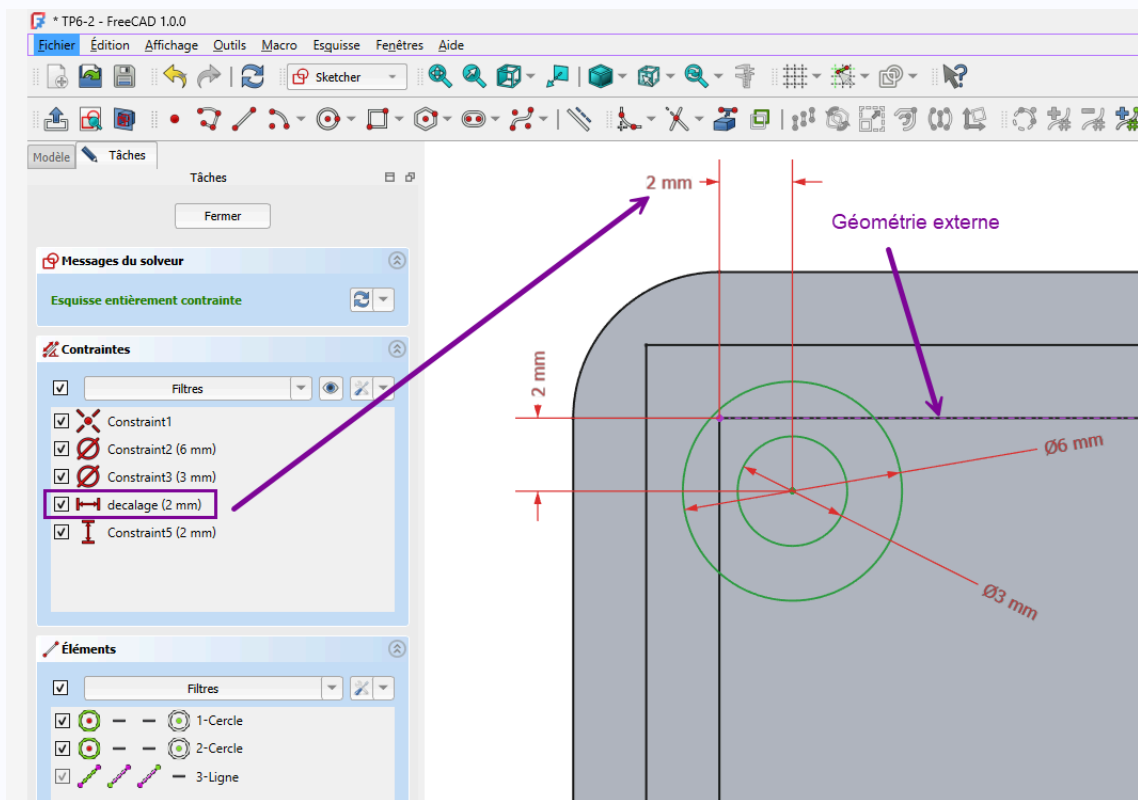 * TP6-2 - FreeCAD 1.0.0
Fichier Édition Affichage Outils Macro Esquisse Fenêtres Aide
Sketcher
Modèle Tâches
Tâches
Fermer
Messages du solveur
Esquisse entièrement contrainte
Contraintes
Filtres
Constraint1
Constraint2 (6 mm)
Constraint3 (3 mm)
decalage (2 mm)
Constraint5 (2 mm)
Éléments
Filtres
1-Cercle
2-Cercle
3-Ligne
2 mm
Géométrie externe
2 mm
Ø6 mm
Ø3 mm